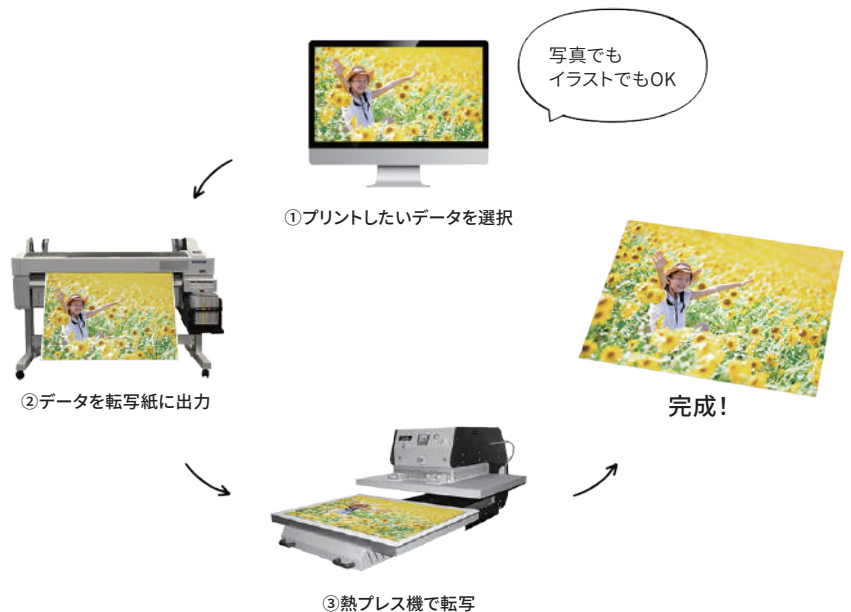 写真でも
イラストでもOK
①プリントしたいデータを選択
②データを転写紙に出力
完成！
③熱プレス機で転写